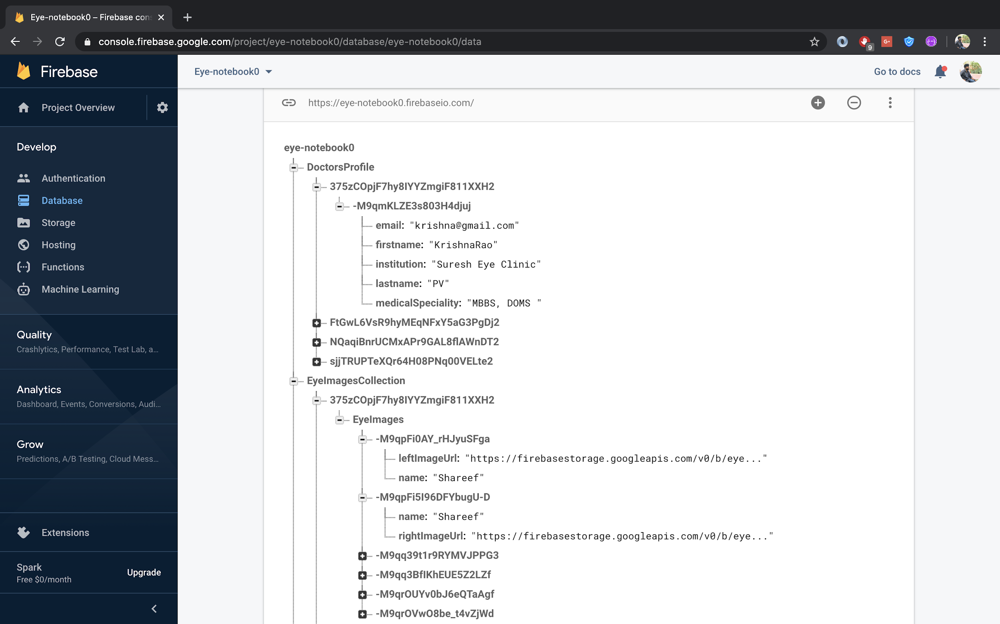 Eye-notebook0 – Firebase con
console.firebase.google.com/project/eye-notebook0/database/eye-notebook0/data
9
G+
Firebase
Eye-notebook0
Go to docs
Project Overview
https://eye-notebook0.firebaseio.com/
Develop
Authentication
Database
Storage
Hosting
Functions
Machine Learning
Quality
Crashlytics, Performance, Test Lab, a...
Analytics
Dashboard, Events, Conversions, Audi...
Grow
Predictions, A/B Testing, Cloud Mess...
Extensions
Spark
Free $0/month
Upgrade
eye-notebook0
DoctorsProfile
375zCOpjF7hy8IYYZmgiF811XXH2
-M9qmKLZE3s803H4djuj
email: "krishna@gmail.com"
firstname: "KrishnaRao"
institution: "Suresh Eye Clinic"
lastname: "PV"
medicalSpeciality: "MBBS, DOMS "
FtGwL6VsR9hyMEqNFxY5aG3PgDj2
NQaqiBnrUCMxAPr9GAL8flAWnDT2
sjjTRUPTeXQr64H08PNq00VELte2
EyeImagesCollection
375zCOpjF7hy8IYYZmgiF811XXH2
EyeImages
-M9qpFi0AY_rHJyuSFga
leftImageUrl: "https://firebasestorage.googleapis.com/v0/b/eye..."
name: "Shareef"
-M9qpFi5I96DFYbugU-D
name: "Shareef"
rightImageUrl: "https://firebasestorage.googleapis.com/v0/b/eye..."
-M9qq39t1r9RYMVJPPG3
-M9qq3BfIKhEUE5Z2LZf
-M9qrOUYv0bJ6eQTaAgf
-M9qrOVwO8be_t4vZjWd